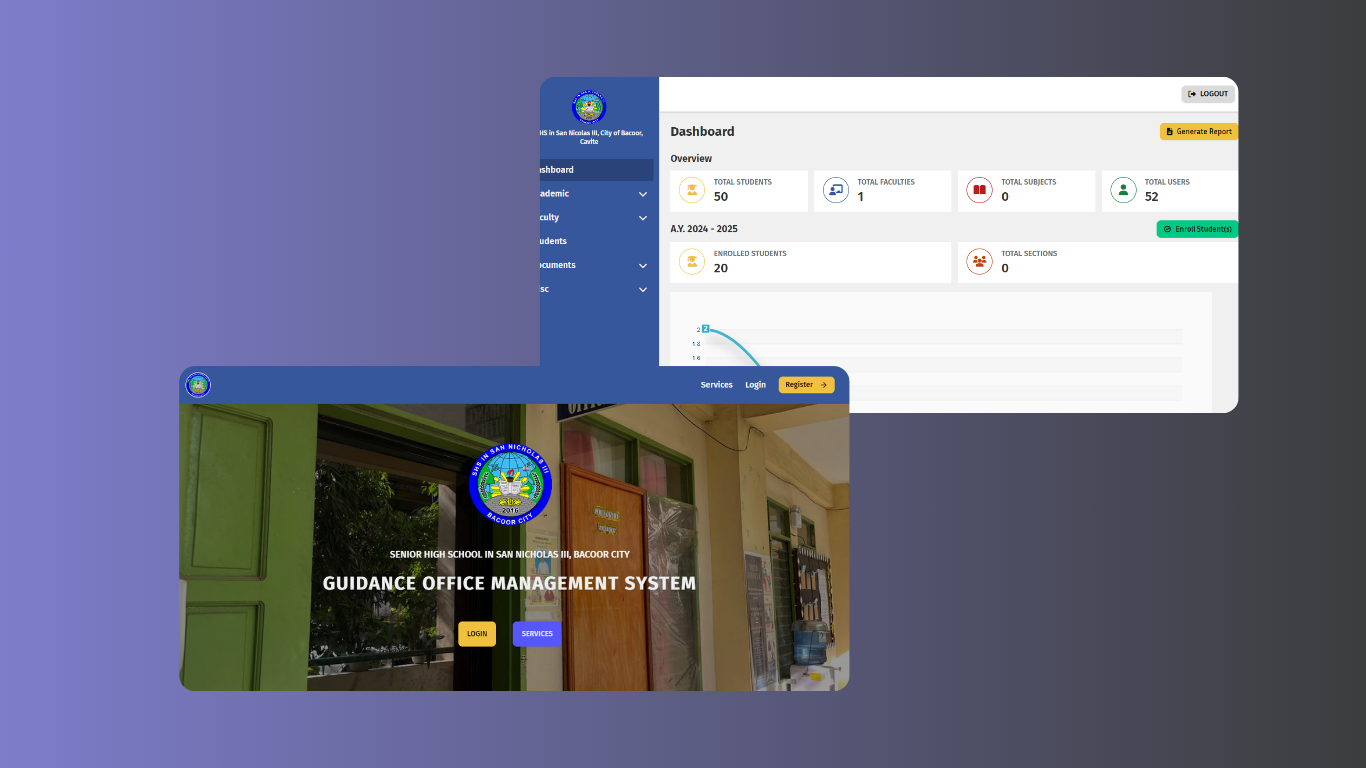 LOGOUT
HS in San Nicolas III, City of Bacoor,
Cavite
ashboard
ademic
culty
udents
ocuments
sc
Dashboard
Generate Report
Overview
TOTAL STUDENTS
50
TOTAL FACULTIES
1
TOTAL SUBJECTS
0
TOTAL USERS
52
A.Y. 2024 - 2025
Enroll Student(s)
ENROLLED STUDENTS
20
TOTAL SECTIONS
0
2
2
1 8
1 6
Services
Login
Register
SHS IN SAN NICHOLAS III
SHS
2016
BACOOR CITY
SENIOR HIGH SCHOOL IN SAN NICHOLAS III, BACOOR CITY
GUIDANCE OFFICE MANAGEMENT SYSTEM
LOGIN
SERVICES